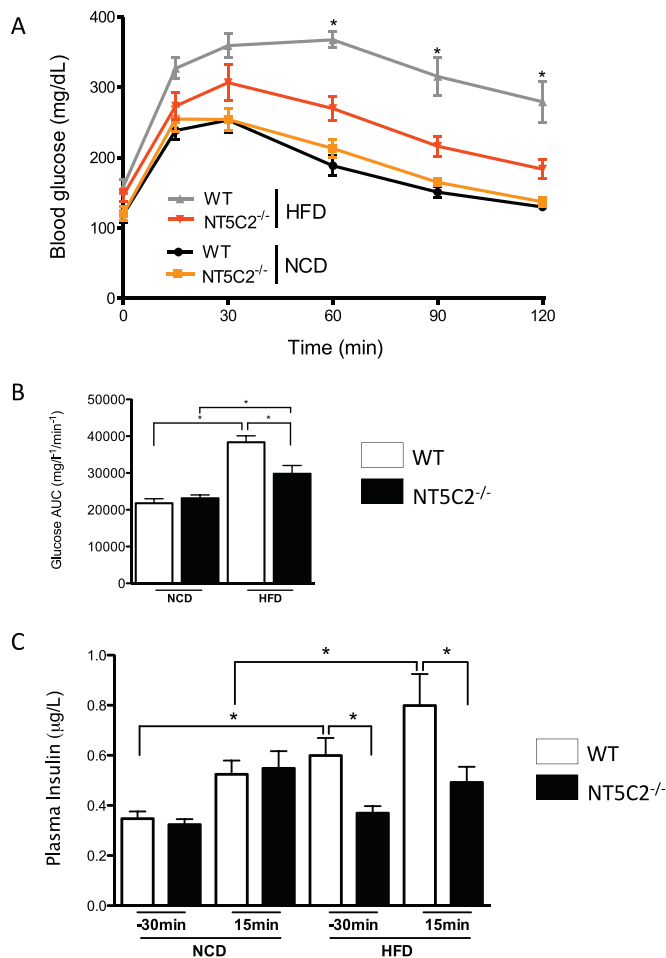 A
Blood glucose (mg/dL)
400
300
200
100
0
* * *
WT
NT5C2⁻/⁻
HFD
WT
NT5C2⁻/⁻
NCD
0 30 60 90 120
Time (min)
B
Glucose AUC (mg/l⁻¹/min⁻¹)
50000
40000
30000
20000
10000
0
*
* *
NCD HFD
WT
NT5C2⁻/⁻
C
Plasma Insulin (μg/L)
1.0
0.8
0.6
0.4
0.2
0.0
* *
* *
-30min 15min -30min 15min
NCD HFD
WT
NT5C2⁻/⁻